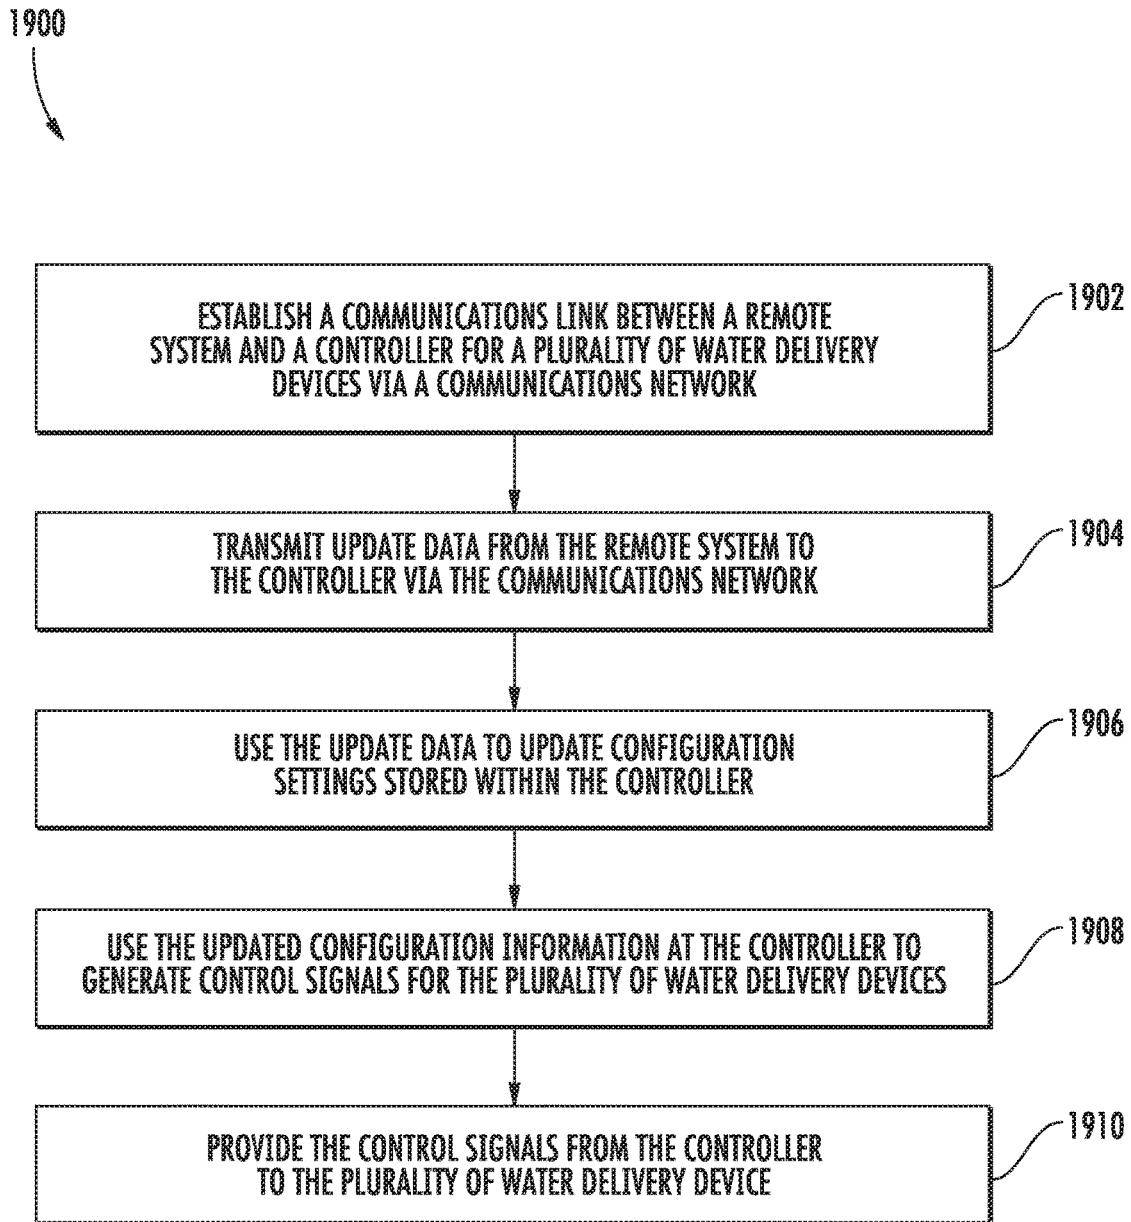 1900
ESTABLISH A COMMUNICATIONS LINK BETWEEN A REMOTE
SYSTEM AND A CONTROLLER FOR A PLURALITY OF WATER DELIVERY
DEVICES VIA A COMMUNICATIONS NETWORK
1902
TRANSMIT UPDATE DATA FROM THE REMOTE SYSTEM TO
THE CONTROLLER VIA THE COMMUNICATIONS NETWORK
1904
USE THE UPDATE DATA TO UPDATE CONFIGURATION
SETTINGS STORED WITHIN THE CONTROLLER
1906
USE THE UPDATED CONFIGURATION INFORMATION AT THE CONTROLLER TO
GENERATE CONTROL SIGNALS FOR THE PLURALITY OF WATER DELIVERY DEVICES
1908
PROVIDE THE CONTROL SIGNALS FROM THE CONTROLLER
TO THE PLURALITY OF WATER DELIVERY DEVICE
1910